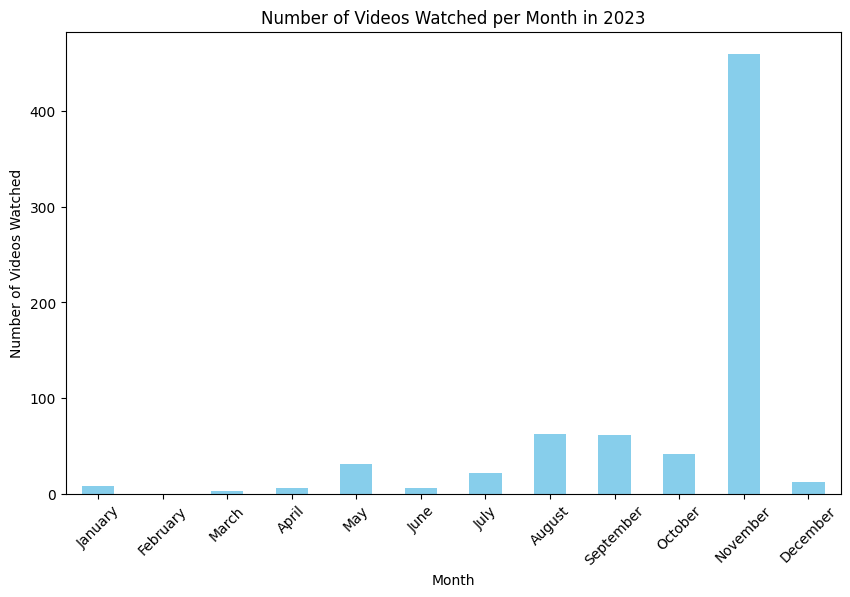 Number of Videos Watched per Month in 2023
Number of Videos Watched
400
300
200
100
0
January
February
March
April
May
June
July
August
September
October
November
December
Month